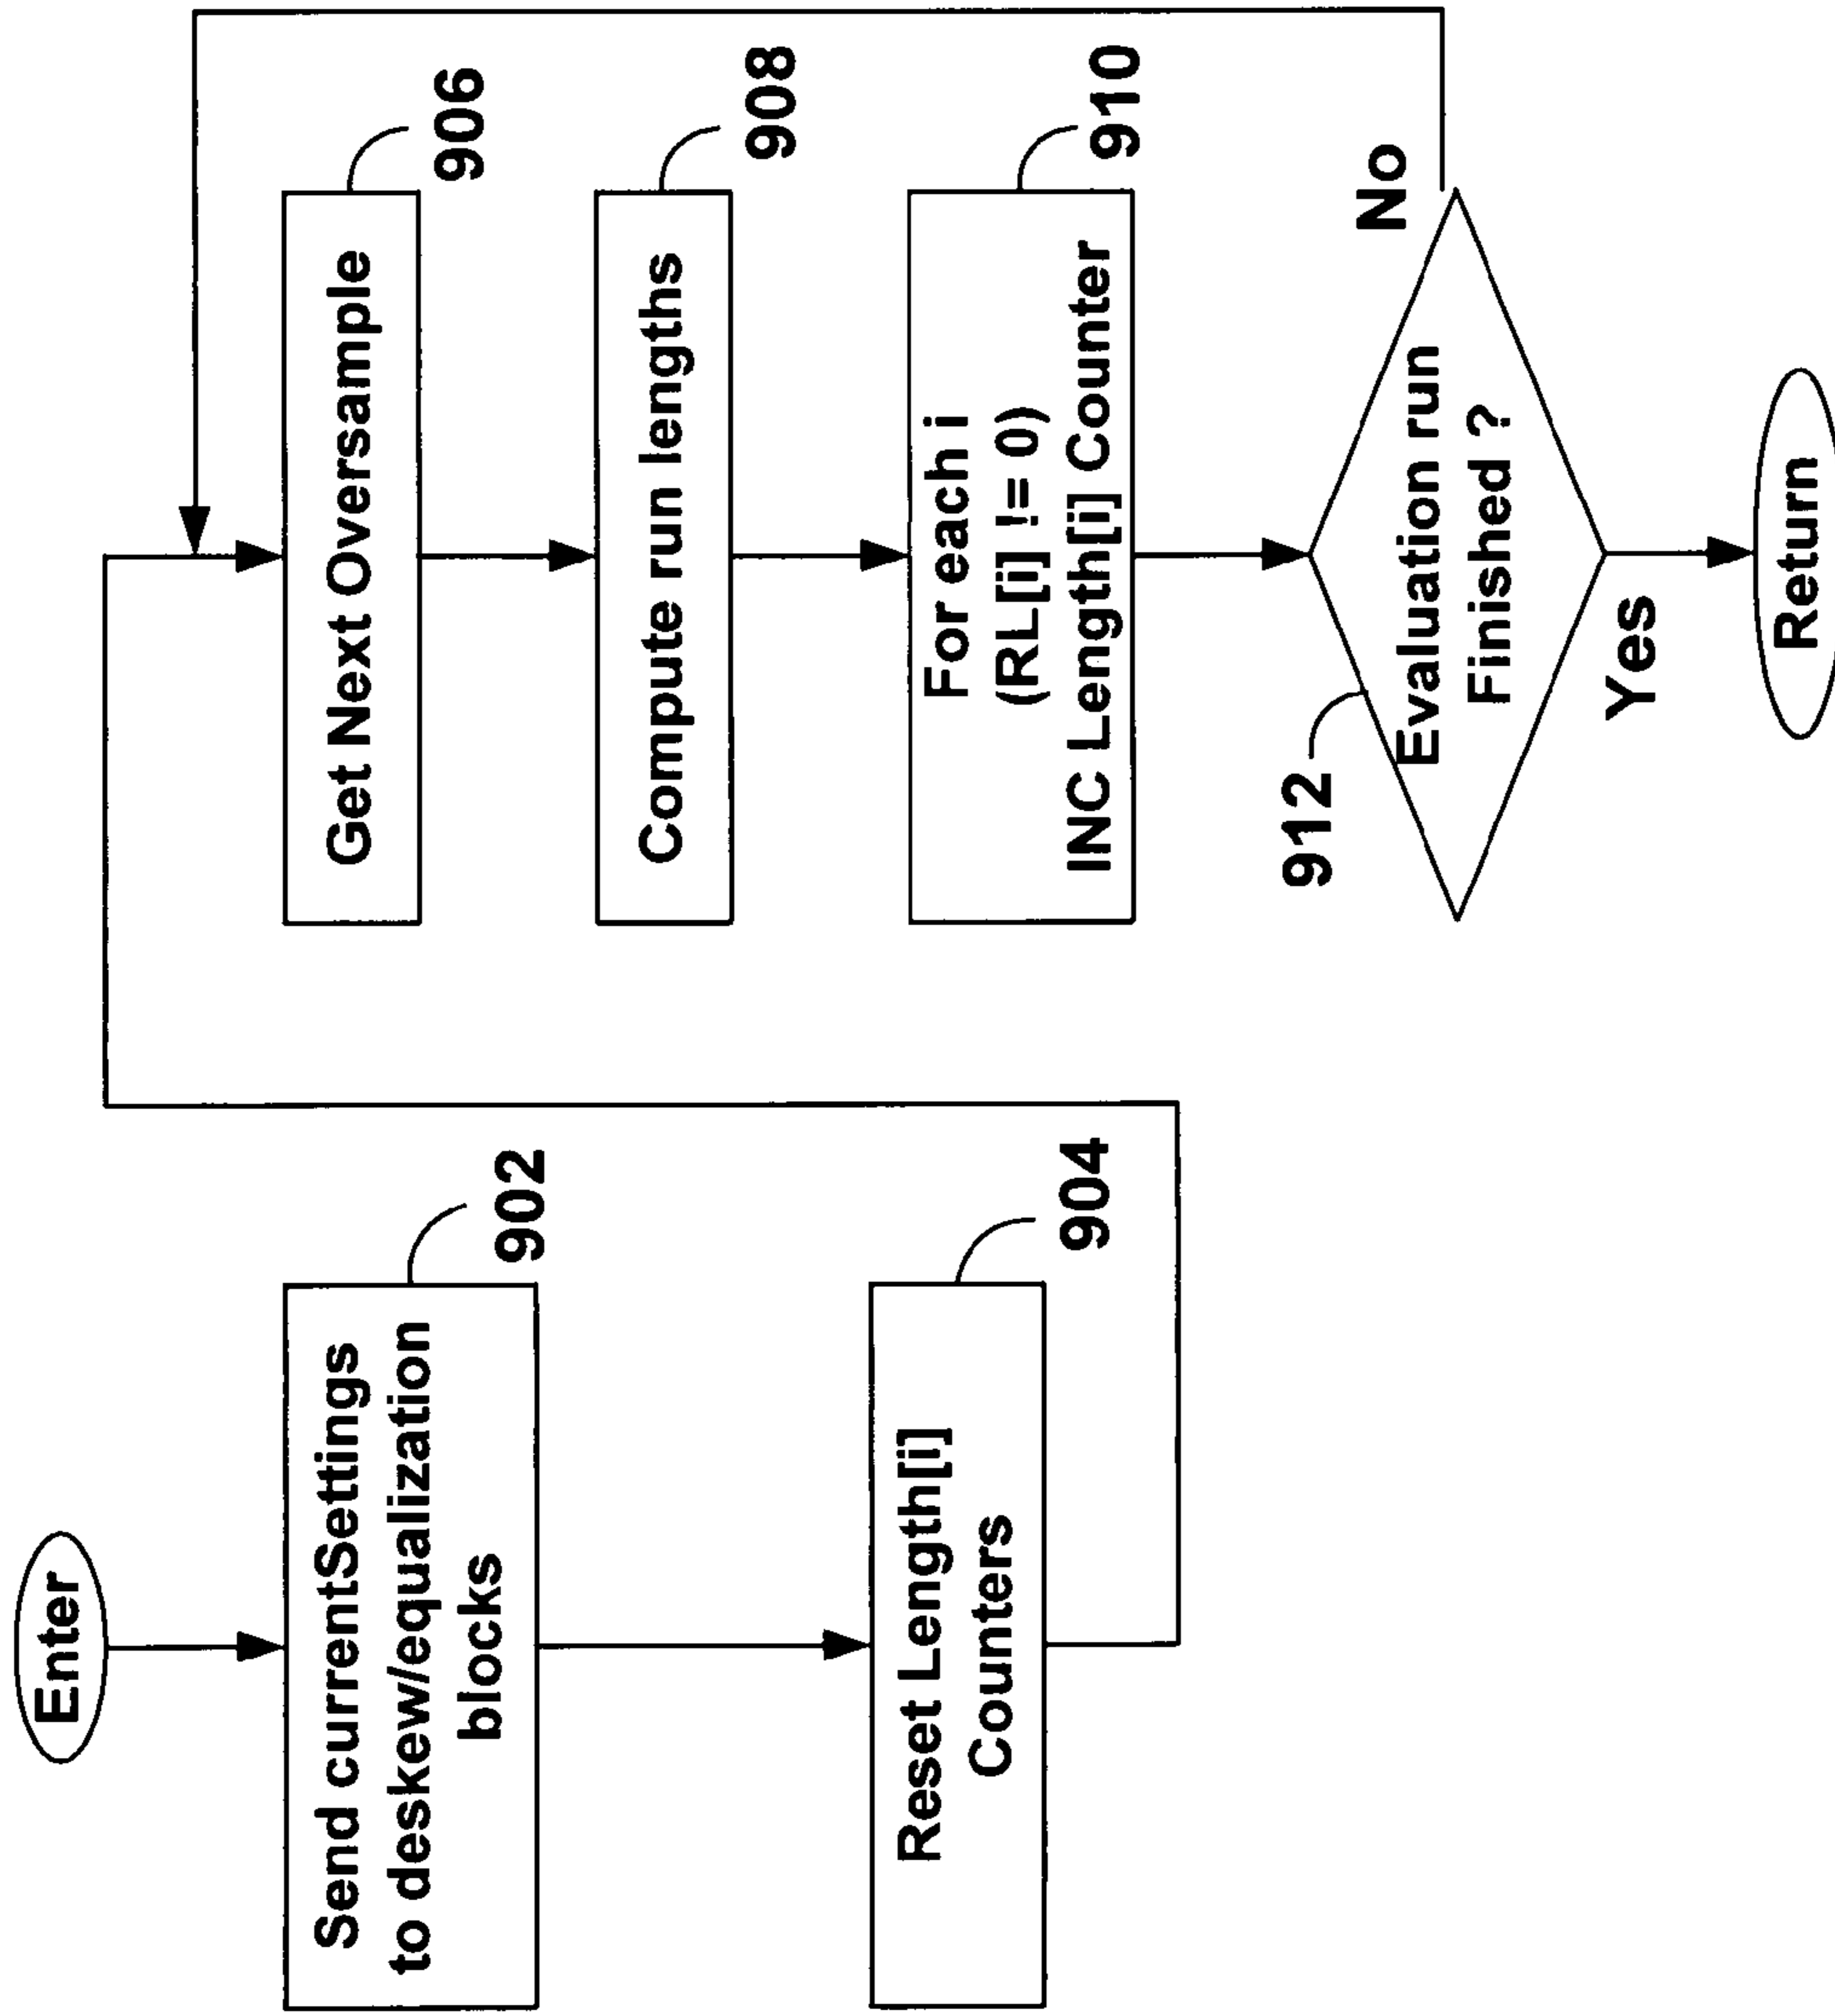 Enter
Send currentSettings
to deskew/equalization
blocks
902
Reset Length[i]
Counters
904
Get Next Oversample
906
Compute run lengths
908
For each i
(RL[i] != 0)
INC Length[i] Counter
910
912
Evaluation run
Finished ?
No
Yes
Return